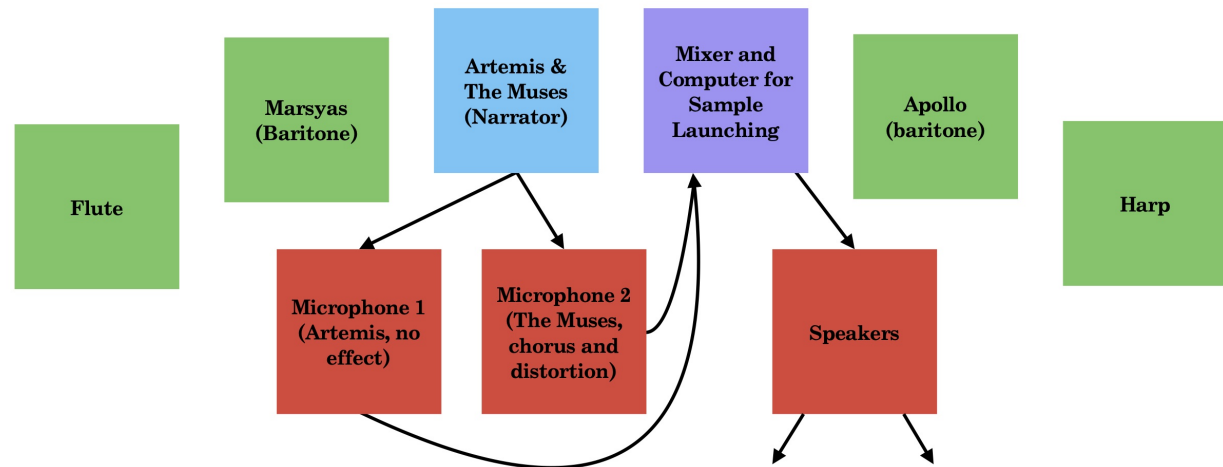 Flute
Marsyas
(Baritone)
Artemis &
The Muses
(Narrator)
Mixer and
Computer for
Sample
Launching
Apollo
(baritone)
Harp
Microphone 1
(Artemis, no
effect)
Microphone 2
(The Muses,
chorus and
distortion)
Speakers